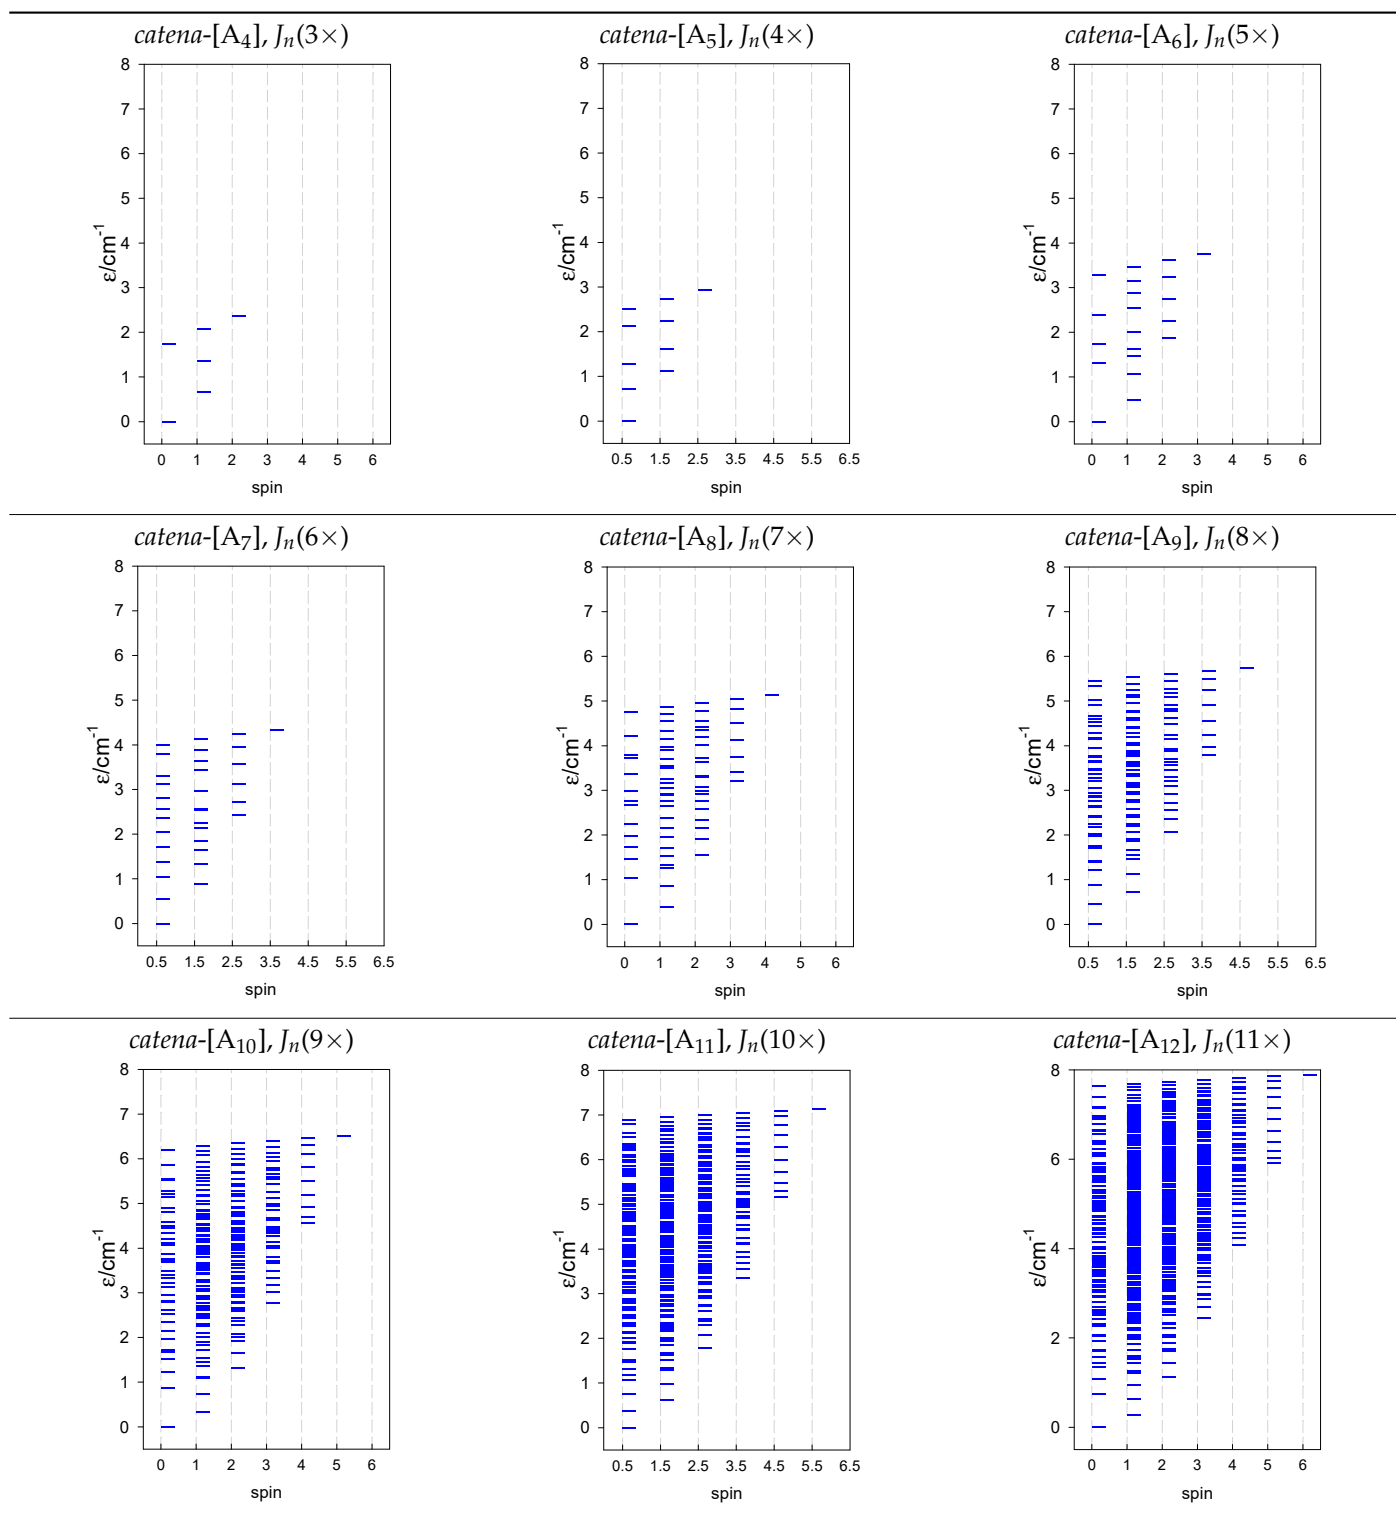 catena-[A4], Jn(3×)
catena-[A5], Jn(4×)
catena-[A6], Jn(5×)
8
7
6
5
4
3
2
1
0
ε/cm-1
0 1 2 3 4 5 6
spin
8
7
6
5
4
3
2
1
0
ε/cm-1
0.5 1.5 2.5 3.5 4.5 5.5 6.5
spin
8
7
6
5
4
3
2
1
0
ε/cm-1
0 1 2 3 4 5 6
spin
catena-[A7], Jn(6×)
catena-[A8], Jn(7×)
catena-[A9], Jn(8×)
8
7
6
5
4
3
2
1
0
ε/cm-1
0.5 1.5 2.5 3.5 4.5 5.5 6.5
spin
8
7
6
5
4
3
2
1
0
ε/cm-1
0 1 2 3 4 5 6
spin
8
7
6
5
4
3
2
1
0
ε/cm-1
0.5 1.5 2.5 3.5 4.5 5.5 6.5
spin
catena-[A10], Jn(9×)
catena-[A11], Jn(10×)
catena-[A12], Jn(11×)
8
7
6
5
4
3
2
1
0
ε/cm-1
0 1 2 3 4 5 6
spin
8
7
6
5
4
3
2
1
0
ε/cm-1
0.5 1.5 2.5 3.5 4.5 5.5 6.5
spin
8
7
6
5
4
3
2
1
0
ε/cm-1
0 1 2 3 4 5 6
spin